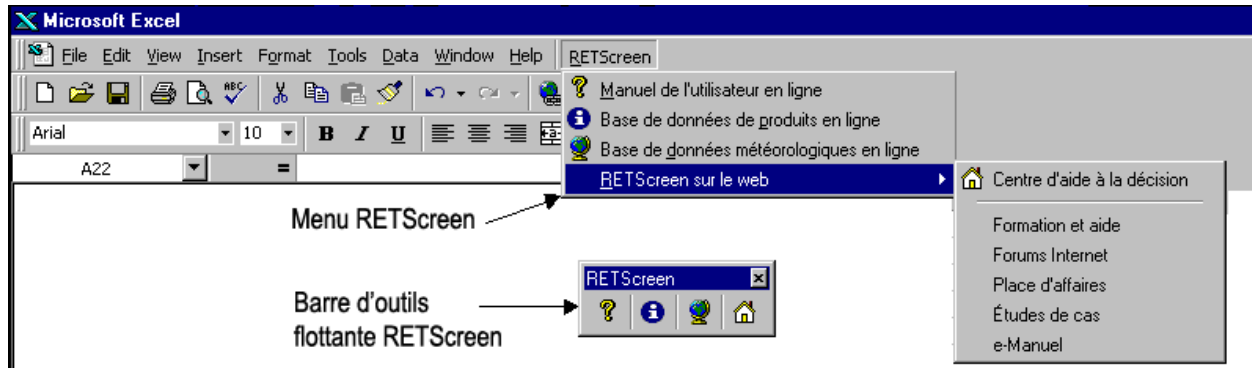 Microsoft Excel
File Edit View Insert Format Tools Data Window Help RETScreen
ABC
Manuel de l'utilisateur en ligne
Base de données de produits en ligne
Arial 10 B I U
Base de données météorologiques en ligne
A22 =
RETScreen sur le web
Centre d'aide à la décision
Formation et aide
Forums Internet
Place d'affaires
Études de cas
e-Manuel
Menu RETScreen
RETScreen
Barre d'outils
flottante RETScreen